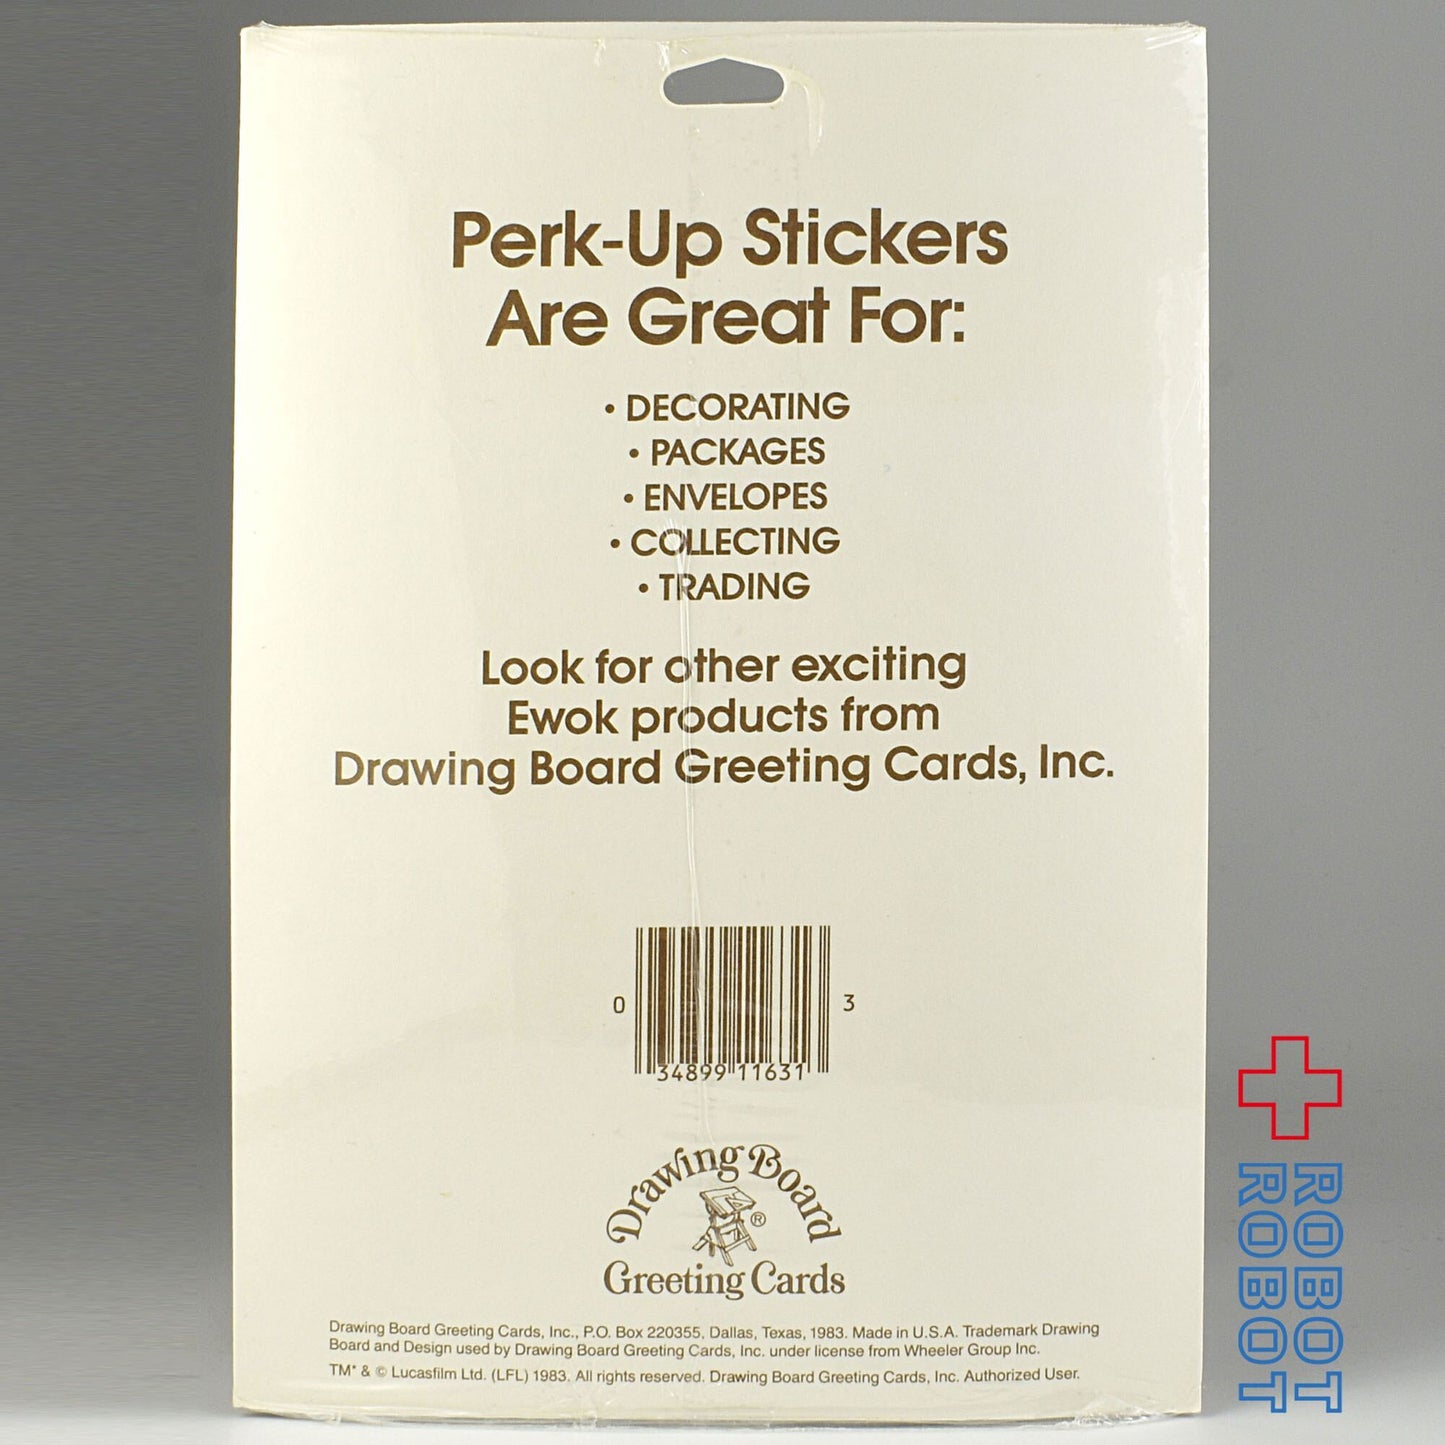 Perk-Up Stickers
Are Great For:
• DECORATING
• PACKAGES
• ENVELOPES
• COLLECTING
• TRADING
Look for other exciting
Ewok products from
Drawing Board Greeting Cards, Inc.
0 34899 11631 3
Drawing Board
®
Greeting Cards
Drawing Board Greeting Cards, Inc., P.O. Box 220355, Dallas, Texas, 1983. Made in U.S.A. Trademark Drawing
Board and Design used by Drawing Board Greeting Cards, Inc. under license from Wheeler Group Inc.
TM* & © Lucasfilm Ltd. (LFL) 1983. All rights reserved. Drawing Board Greeting Cards, Inc. Authorized User.
ROBOT
ROBOT